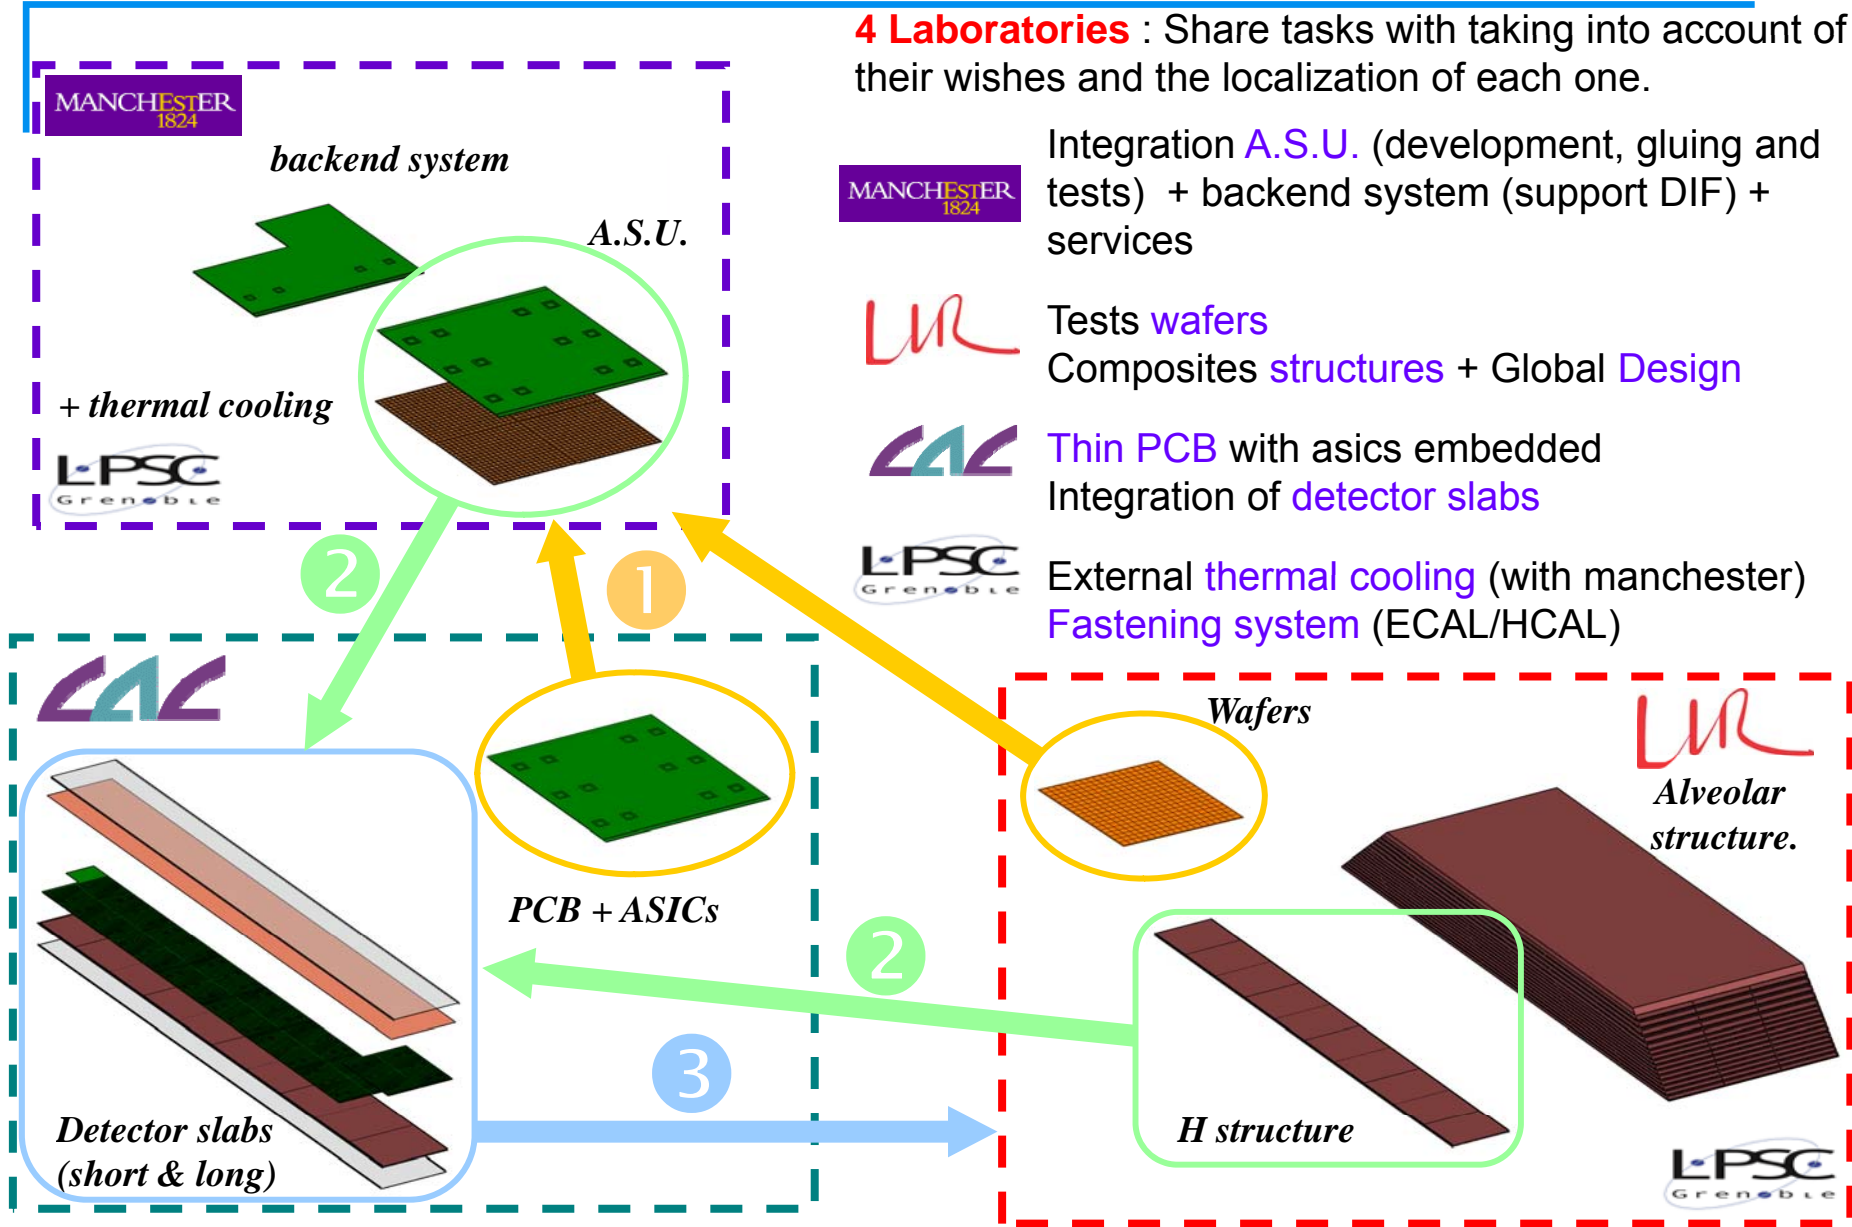 4 Laboratories : Share tasks with taking into account of
their wishes and the localization of each one.
MANCHESTER
1824
backend system
A.S.U.
+ thermal cooling
LPSC
Grenoble
MANCHESTER
1824
Integration A.S.U. (development, gluing and
tests) + backend system (support DIF) +
services
LLR
Tests wafers
Composites structures + Global Design
LAL
Thin PCB with asics embedded
Integration of detector slabs
LPSC
Grenoble
External thermal cooling (with manchester)
Fastening system (ECAL/HCAL)
2
1
LAL
PCB + ASICs
Detector slabs
(short & long)
2
3
Wafers
LLR
Alveolar
structure.
H structure
LPSC
Grenoble